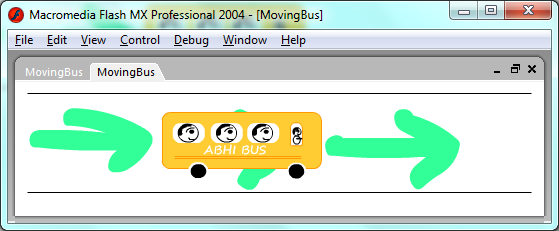 Macromedia Flash MX Professional 2004 - [MovingBus]
File Edit View Control Debug Window Help
MovingBus MovingBus
ABHI BUS